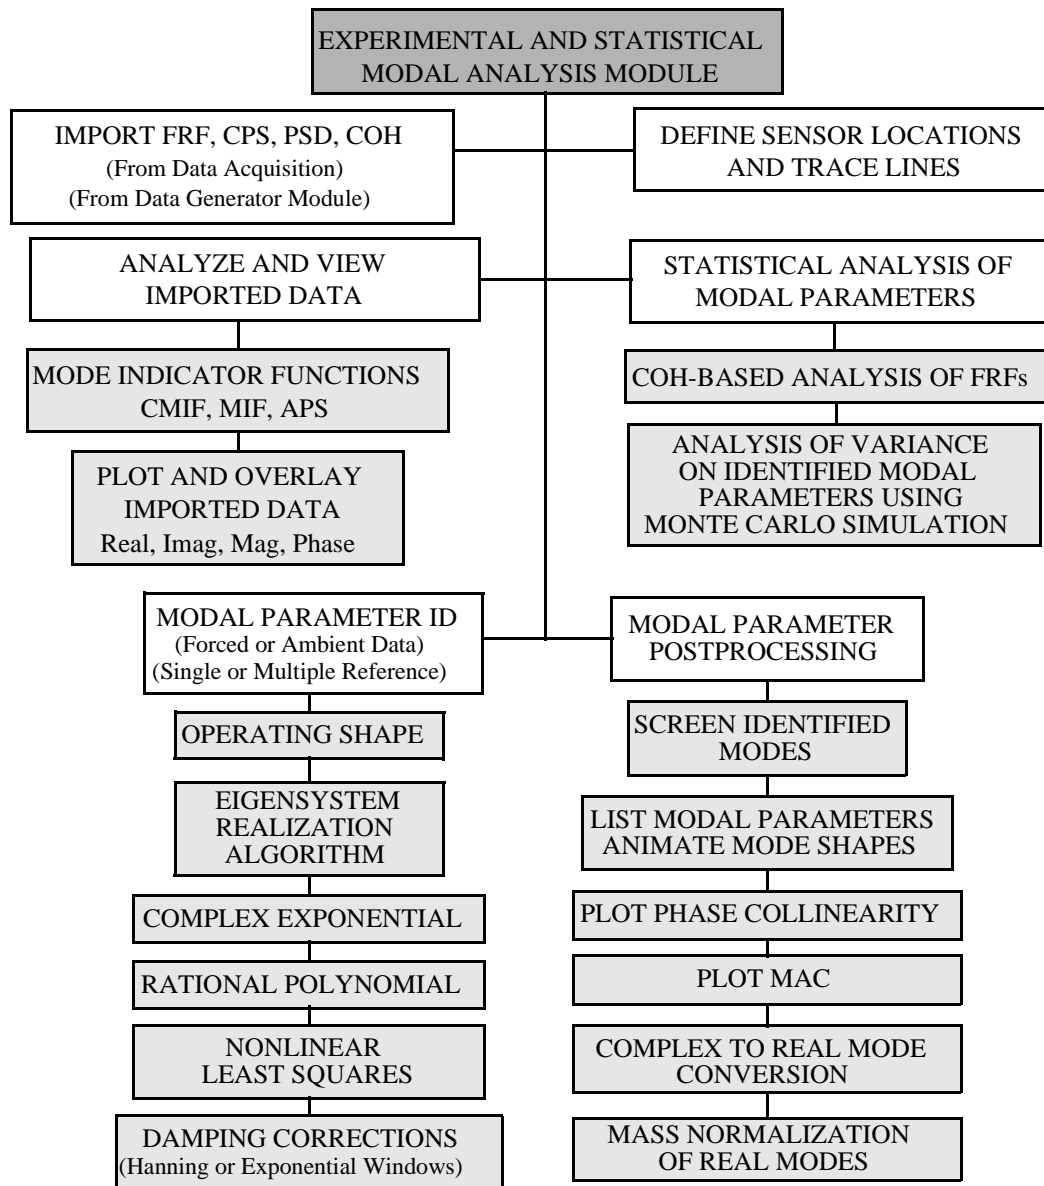 EXPERIMENTAL AND STATISTICAL
MODAL ANALYSIS MODULE
IMPORT FRF, CPS, PSD, COH
(From Data Acquisition)
(From Data Generator Module)
DEFINE SENSOR LOCATIONS
AND TRACE LINES
ANALYZE AND VIEW
IMPORTED DATA
STATISTICAL ANALYSIS OF
MODAL PARAMETERS
MODE INDICATOR FUNCTIONS
CMIF, MIF, APS
COH-BASED ANALYSIS OF FRFs
PLOT AND OVERLAY
IMPORTED DATA
Real, Imag, Mag, Phase
ANALYSIS OF VARIANCE
ON IDENTIFIED MODAL
PARAMETERS USING
MONTE CARLO SIMULATION
MODAL PARAMETER ID
(Forced or Ambient Data)
(Single or Multiple Reference)
OPERATING SHAPE
EIGENSYSTEM
REALIZATION
ALGORITHM
COMPLEX EXPONENTIAL
RATIONAL POLYNOMIAL
NONLINEAR
LEAST SQUARES
DAMPING CORRECTIONS
(Hanning or Exponential Windows)
MODAL PARAMETER
POSTPROCESSING
SCREEN IDENTIFIED
MODES
LIST MODAL PARAMETERS
ANIMATE MODE SHAPES
PLOT PHASE COLLINEARITY
PLOT MAC
COMPLEX TO REAL MODE
CONVERSION
MASS NORMALIZATION
OF REAL MODES